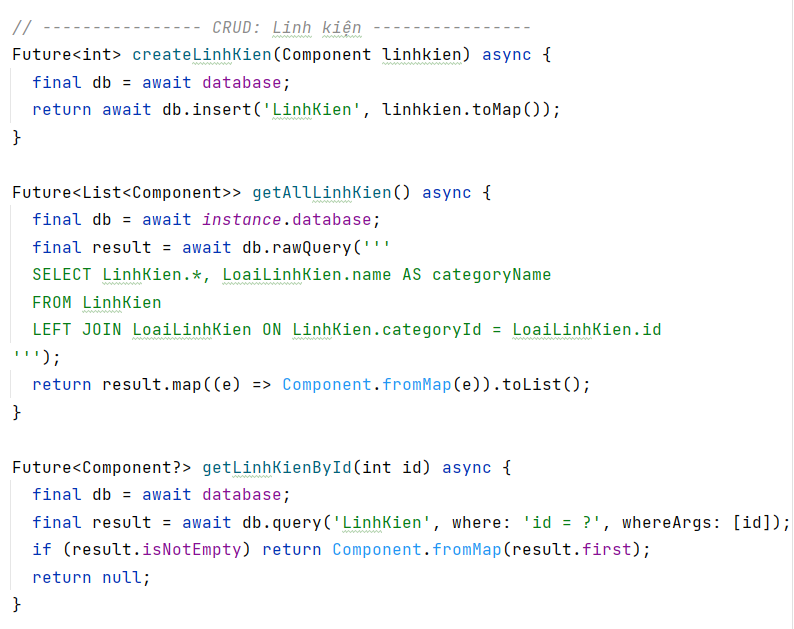 // ---------------- CRUD: Linh kiện ----------------
Future<int> createLinhKien(Component linhkien) async {
  final db = await database;
  return await db.insert('LinhKien', linhkien.toMap());
}

Future<List<Component>> getAllLinhKien() async {
  final db = await instance.database;
  final result = await db.rawQuery('''
  SELECT LinhKien.*, LoaiLinhKien.name AS categoryName
  FROM LinhKien
  LEFT JOIN LoaiLinhKien ON LinhKien.categoryId = LoaiLinhKien.id
''');
  return result.map((e) => Component.fromMap(e)).toList();
}

Future<Component?> getLinhKienById(int id) async {
  final db = await database;
  final result = await db.query('LinhKien', where: 'id = ?', whereArgs: [id]);
  if (result.isNotEmpty) return Component.fromMap(result.first);
  return null;
}